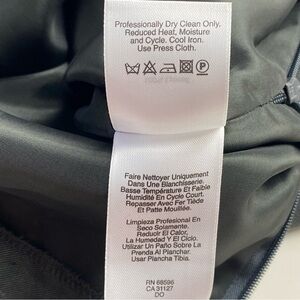 Professionally Dry Clean Only,
Reduced Heat, Moisture
and Cycle. Cool Iron.
Use Press Cloth.
P
Faire Nettoyer Uniquement
Dans Une Blanchisserie.
Basse Température Et Faible
Humidité En Cycle Court.
Repasser Avec Fer Tiède
Et Patte Mouillée.
Limpieza Profesional En
Seco Solamente.
Reducir El Calor,
La Humedad Y El Ciclo.
Utilizar Un Paño Sobre La
Prenda Al Planchar.
Usar Plancha Tibia.
RN 68596
CA 31127
DO